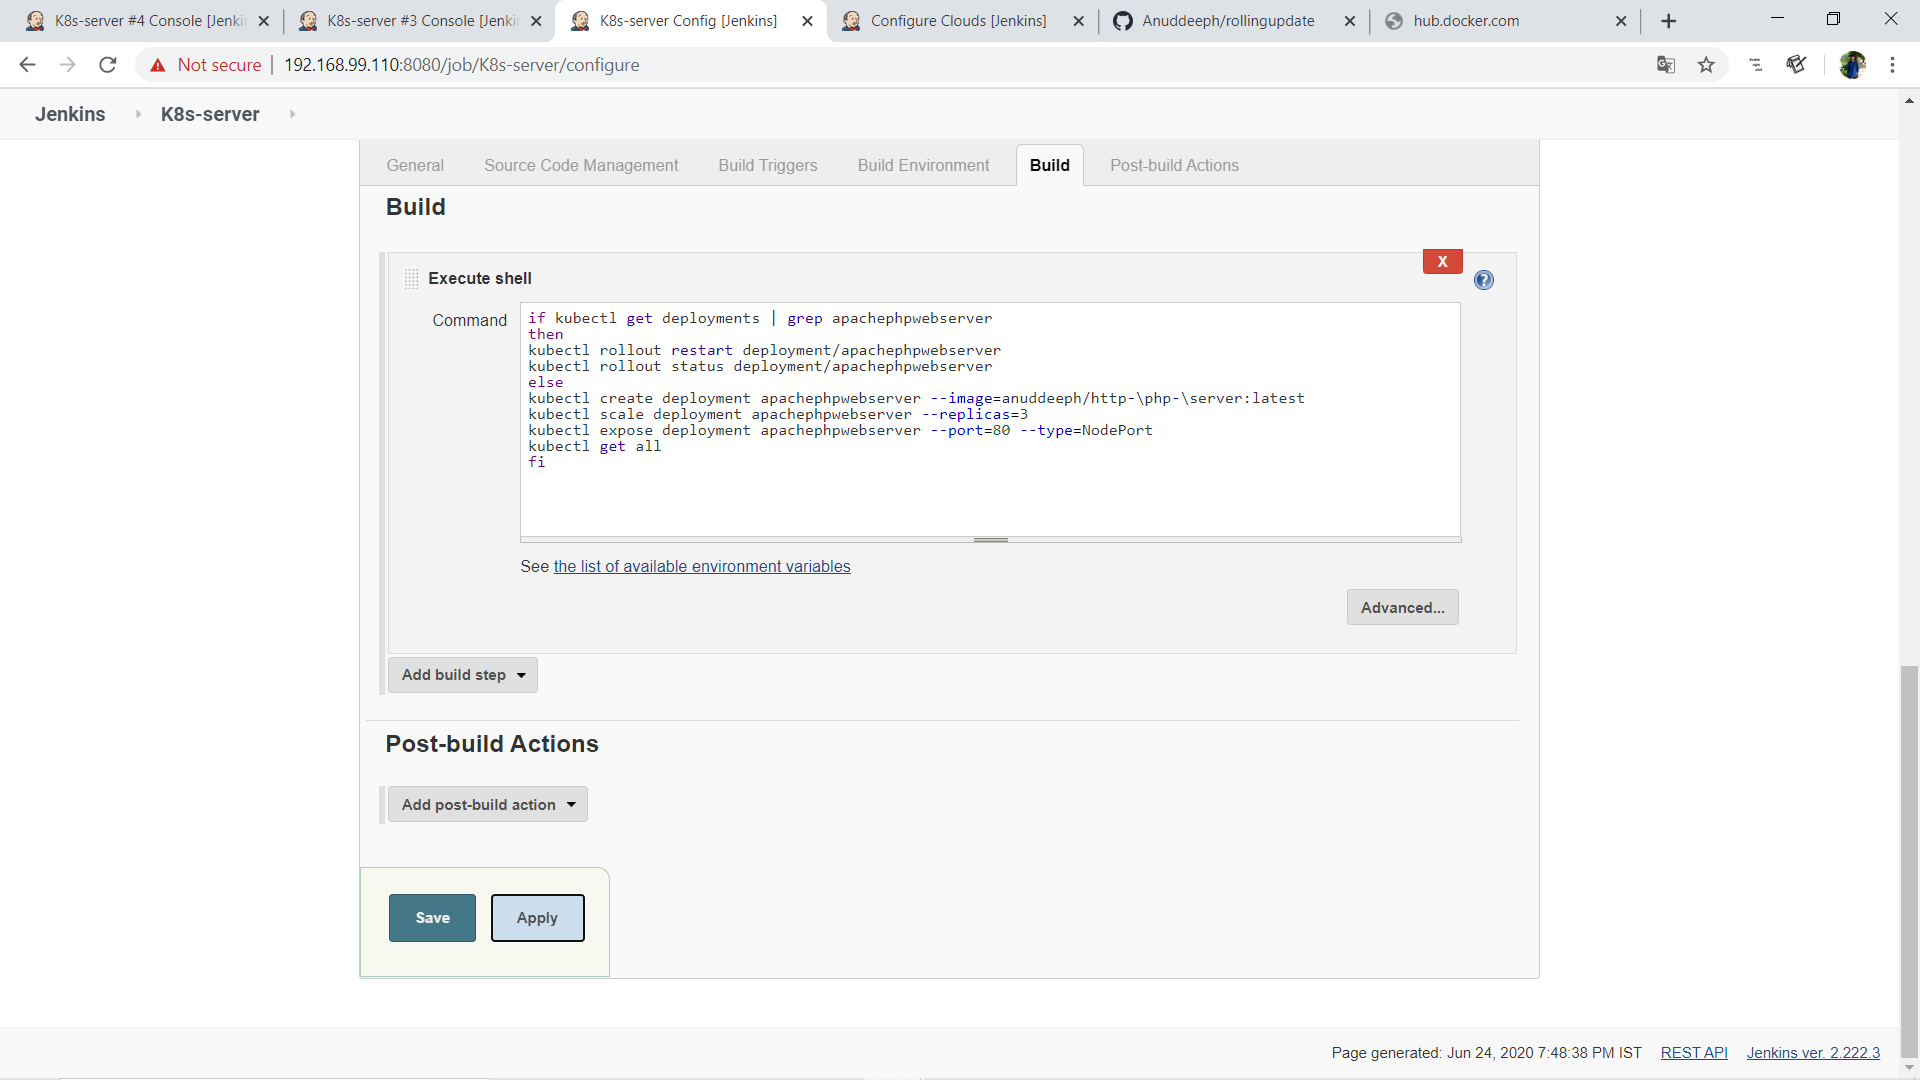 K8s-server #4 Console [Jenki
K8s-server #3 Console [Jenki
K8s-server Config [Jenkins]
Configure Clouds [Jenkins]
Anuddeeph/rollingupdate
hub.docker.com
Not secure
192.168.99.110:8080/job/K8s-server/configure
Jenkins
K8s-server
General
Source Code Management
Build Triggers
Build Environment
Build
Post-build Actions
Build
X
Execute shell
Command
if kubectl get deployments | grep apachephpwebserver
then
kubectl rollout restart deployment/apachephpwebserver
kubectl rollout status deployment/apachephpwebserver
else
kubectl create deployment apachephpwebserver --image=anuddeeph/http-\php-\server:latest
kubectl scale deployment apachephpwebserver --replicas=3
kubectl expose deployment apachephpwebserver --port=80 --type=NodePort
kubectl get all
fi
See the list of available environment variables
Advanced...
Add build step
Post-build Actions
Add post-build action
Save
Apply
Page generated: Jun 24, 2020 7:48:38 PM IST
REST API
Jenkins ver. 2.222.3